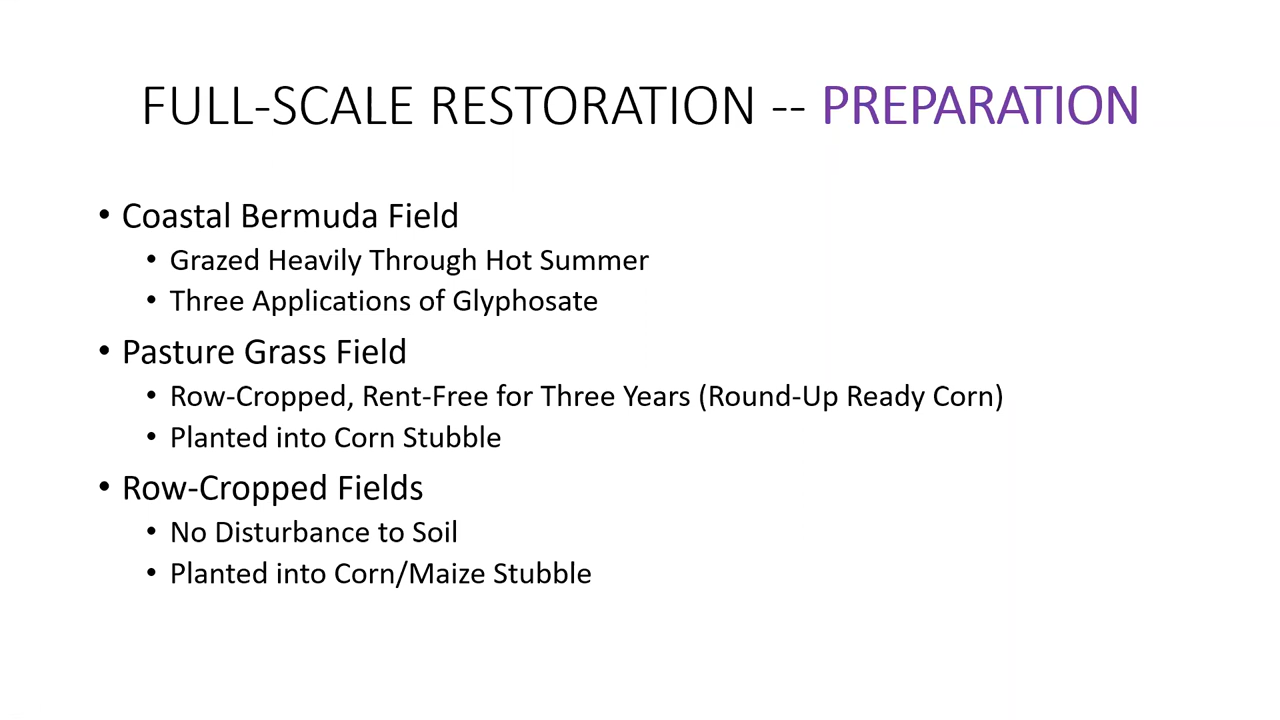 FULL-SCALE RESTORATION -- PREPARATION
• Coastal Bermuda Field
• Grazed Heavily Through Hot Summer
• Three Applications of Glyphosate
• Pasture Grass Field
• Row-Cropped, Rent-Free for Three Years (Round-Up Ready Corn)
• Planted into Corn Stubble
• Row-Cropped Fields
• No Disturbance to Soil
• Planted into Corn/Maize Stubble